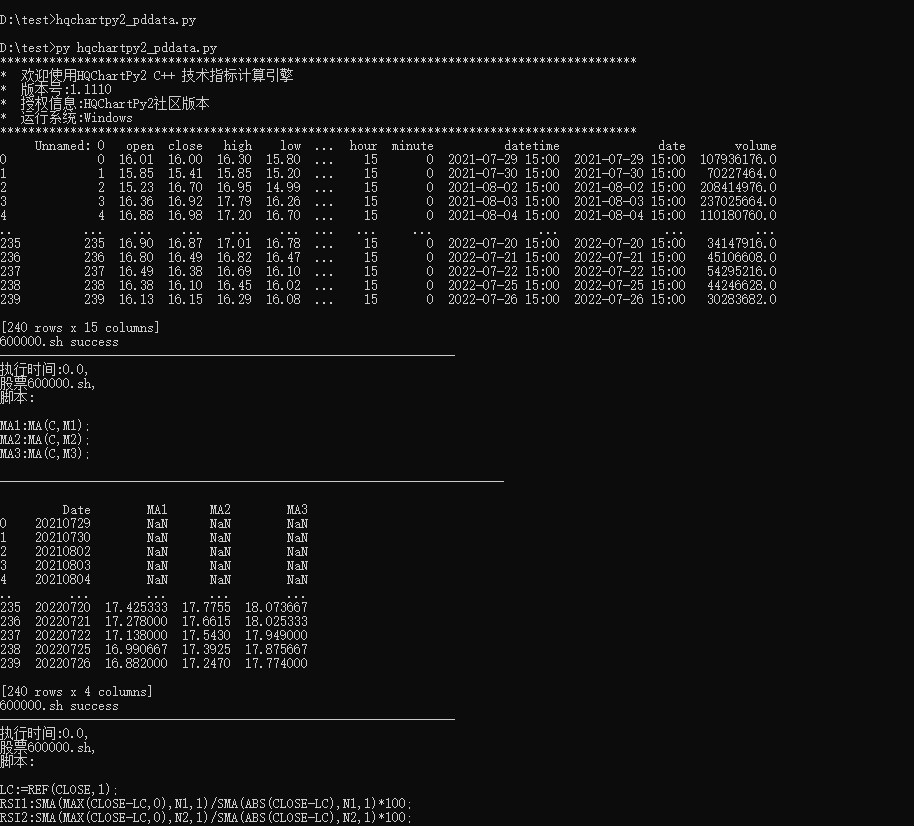 D:\test>hqchartpy2_pddata.py
D:\test>py hqchartpy2_pddata.py
*******************************************************************************************
*  欢迎使用HQChartPy2 C++ 技术指标计算引擎
*  版本号:1.1110
*  授权信息:HQChartPy2社区版本
*  运行系统:Windows
*******************************************************************************************
     Unnamed: 0   open  close   high    low  ...  hour  minute          datetime              date       volume
0             0  16.01  16.00  16.30  15.80  ...    15       0  2021-07-29 15:00  2021-07-29 15:00  107936176.0
1             1  15.85  15.41  15.85  15.20  ...    15       0  2021-07-30 15:00  2021-07-30 15:00   70227464.0
2             2  15.23  16.70  16.95  14.99  ...    15       0  2021-08-02 15:00  2021-08-02 15:00  208414976.0
3             3  16.36  16.92  17.79  16.26  ...    15       0  2021-08-03 15:00  2021-08-03 15:00  237025664.0
4             4  16.88  16.98  17.20  16.70  ...    15       0  2021-08-04 15:00  2021-08-04 15:00  110180760.0
..          ...    ...    ...    ...    ...  ...   ...     ...               ...               ...          ...
235         235  16.90  16.87  17.01  16.78  ...    15       0  2022-07-20 15:00  2022-07-20 15:00   34147916.0
236         236  16.80  16.49  16.82  16.47  ...    15       0  2022-07-21 15:00  2022-07-21 15:00   45106608.0
237         237  16.49  16.38  16.69  16.10  ...    15       0  2022-07-22 15:00  2022-07-22 15:00   54295216.0
238         238  16.38  16.10  16.45  16.02  ...    15       0  2022-07-25 15:00  2022-07-25 15:00   44246628.0
239         239  16.13  16.15  16.29  16.08  ...    15       0  2022-07-26 15:00  2022-07-26 15:00   30283682.0
[240 rows x 15 columns]
600000.sh success
执行时间:0.0,
股票600000.sh,
脚本:
MA1:MA(C,M1);
MA2:MA(C,M2);
MA3:MA(C,M3);
         Date        MA1      MA2        MA3
0    20210729        NaN      NaN        NaN
1    20210730        NaN      NaN        NaN
2    20210802        NaN      NaN        NaN
3    20210803        NaN      NaN        NaN
4    20210804        NaN      NaN        NaN
..        ...        ...      ...        ...
235  20220720  17.425333  17.7755  18.073667
236  20220721  17.278000  17.6615  18.025333
237  20220722  17.138000  17.5430  17.949000
238  20220725  16.990667  17.3925  17.875667
239  20220726  16.882000  17.2470  17.774000
[240 rows x 4 columns]
600000.sh success
执行时间:0.0,
股票600000.sh,
脚本:
LC:=REF(CLOSE,1);
RSI1:SMA(MAX(CLOSE-LC,0),N1,1)/SMA(ABS(CLOSE-LC),N1,1)*100;
RSI2:SMA(MAX(CLOSE-LC,0),N2,1)/SMA(ABS(CLOSE-LC),N2,1)*100;